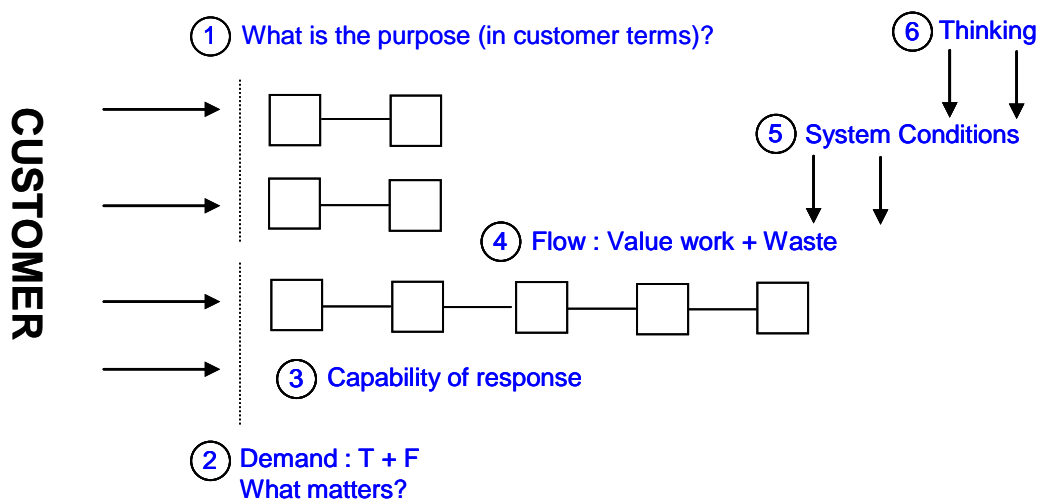 1 What is the purpose (in customer terms)?
6 Thinking
CUSTOMER
5 System Conditions
4 Flow : Value work + Waste
3 Capability of response
2 Demand : T + F
What matters?